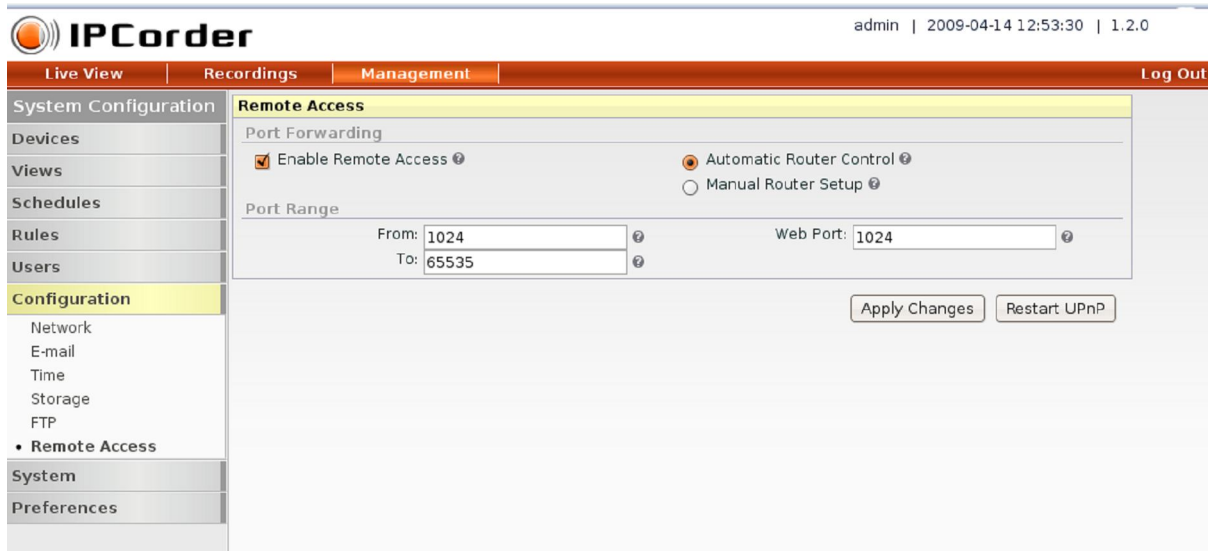 IPCorder
admin | 2009-04-14 12:53:30 | 1.2.0
Live View Recordings Management Log Out
System Configuration
Devices
Views
Schedules
Rules
Users
Configuration
Network
E-mail
Time
Storage
FTP
• Remote Access
System
Preferences
Remote Access
Port Forwarding
Enable Remote Access ?
Automatic Router Control ?
Manual Router Setup ?
Port Range
From: 1024 ?
To: 65535 ?
Web Port: 1024 ?
Apply Changes Restart UPnP